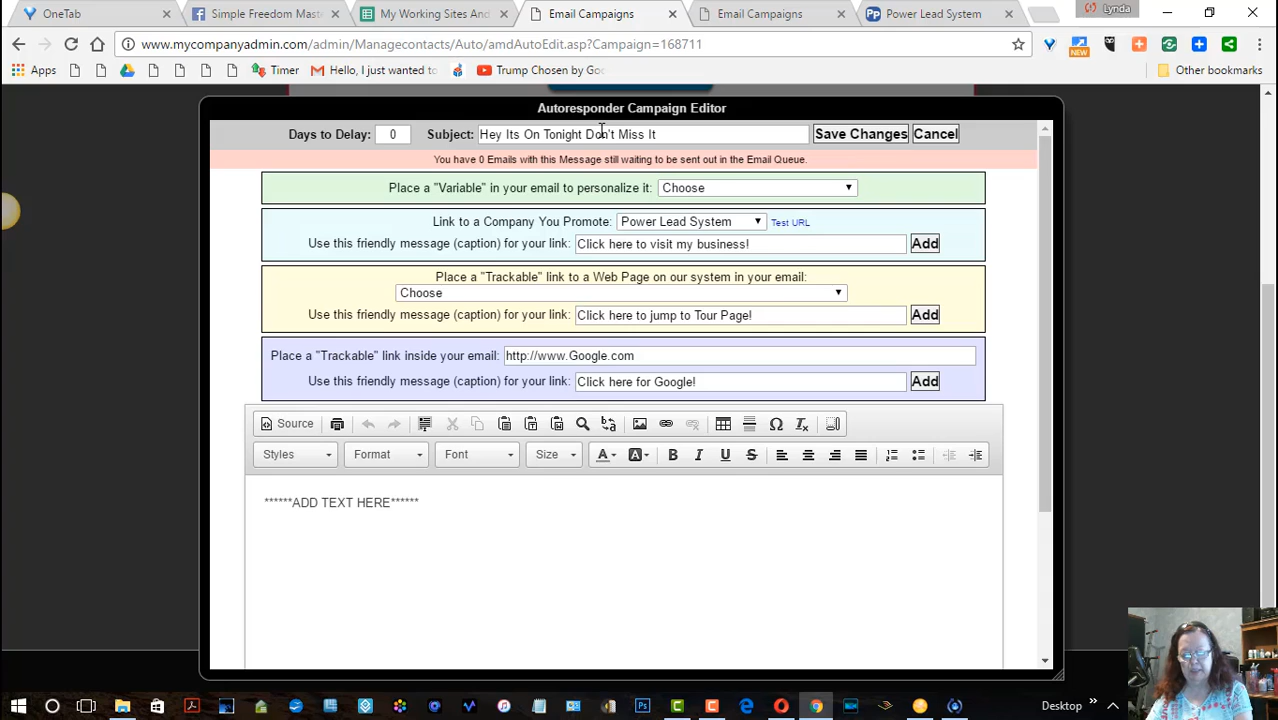 OneTab
Simple Freedom Mast
My Working Sites And
Email Campaigns
Email Campaigns
Power Lead System
Lynda
www.mycompanyadmin.com/admin/Managecontacts/Auto/amdAutoEdit.asp?Campaign=168711
NEW
Apps
Timer
Hello, I just wanted to
Trump Chosen by Go
Other bookmarks
Autoresponder Campaign Editor
Days to Delay: 0 Subject: Hey Its On Tonight Don't Miss It Save Changes Cancel
You have 0 Emails with this Message still waiting to be sent out in the Email Queue.
Place a "Variable" in your email to personalize it: Choose
Link to a Company You Promote: Power Lead System Test URL
Use this friendly message (caption) for your link: Click here to visit my business! Add
Place a "Trackable" link to a Web Page on our system in your email:
Choose
Use this friendly message (caption) for your link: Click here to jump to Tour Page! Add
Place a "Trackable" link inside your email: http://www.Google.com
Use this friendly message (caption) for your link: Click here for Google! Add
Source
Styles Format Font Size A A B I U S
******ADD TEXT HERE******
Desktop